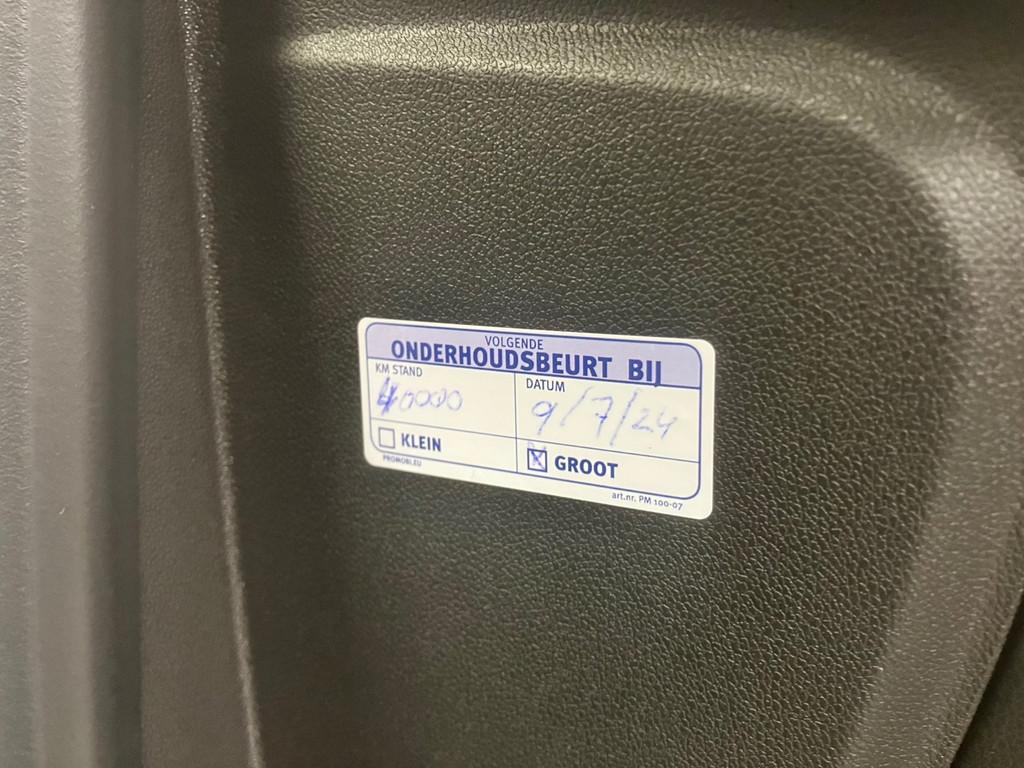 VOLGENDE
ONDERHOUDSBEURT BIJ
KM STAND
40000
DATUM
9/7/24
KLEIN
GROOT
PROMOBI.EU
art.nr. PM 100-07